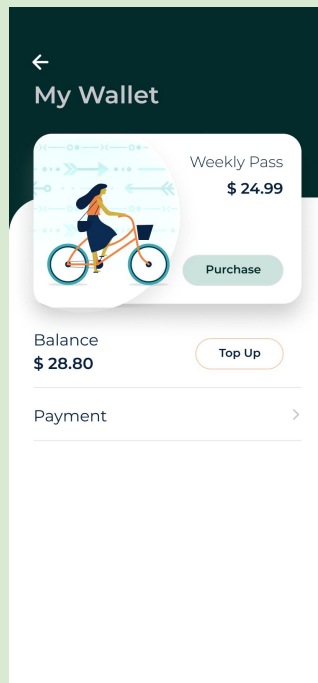 My Wallet
Weekly Pass
$ 24.99
Purchase
Balance
$ 28.80
Top Up
Payment